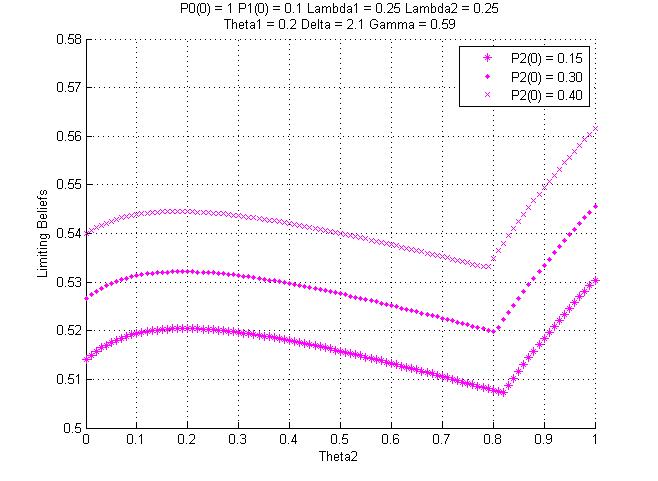 P0(0) = 1 P1(0) = 0.1 Lambda1 = 0.25 Lambda2 = 0.25
Theta1 = 0.2 Delta = 2.1 Gamma = 0.59
P2(0) = 0.15
P2(0) = 0.30
P2(0) = 0.40
0.58
0.57
0.56
0.55
0.54
0.53
0.52
0.51
0.5
Limiting Beliefs
0 0.1 0.2 0.3 0.4 0.5 0.6 0.7 0.8 0.9 1
Theta2